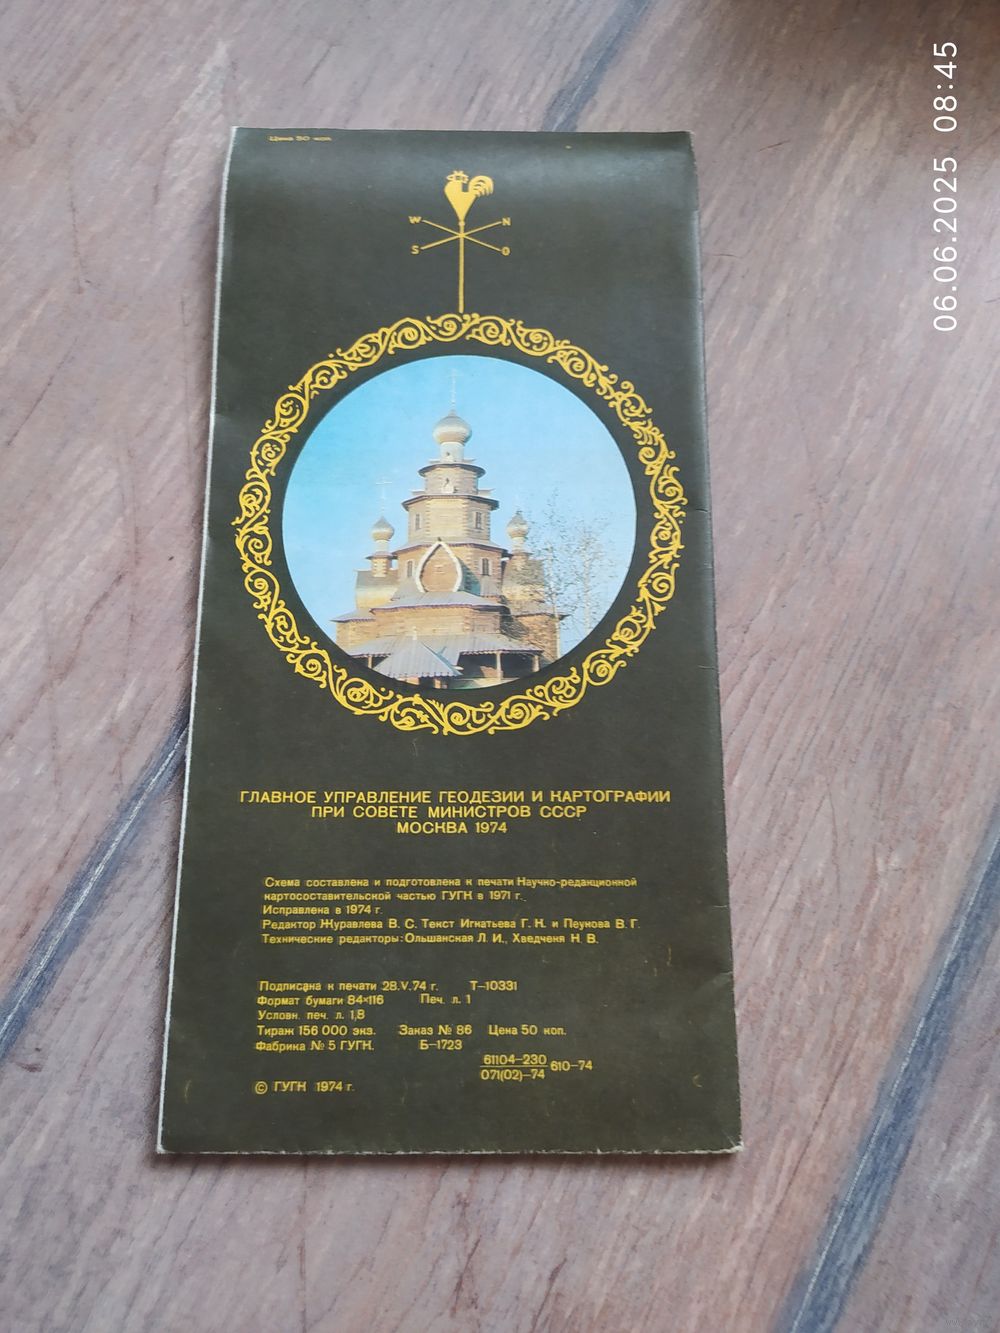 Цена 50 коп.
W N
S O
ГЛАВНОЕ УПРАВЛЕНИЕ ГЕОДЕЗИИ И КАРТОГРАФИИ
ПРИ СОВЕТЕ МИНИСТРОВ СССР
МОСКВА 1974
Схема составлена и подготовлена к печати Научно-редакционной
картосоставительской частью ГУГК в 1971 г.
Исправлена в 1974 г.
Редактор Журавлева В. С. Текст Игнатьева Г. К. и Пеунова В. Г.
Технические редакторы: Ольшанская Л. И., Хведченя Н. В.
Подписана к печати 28.V.74 г. Т-10331
Формат бумаги 84×116 Печ. л. 1
Условн. печ. л. 1,8
Тираж 156 000 экз. Заказ № 86 Цена 50 коп.
Фабрика № 5 ГУГК. Б-1723
61104-230
071(02)-74 610-74
© ГУГК 1974 г.
06.06.2025 08:45